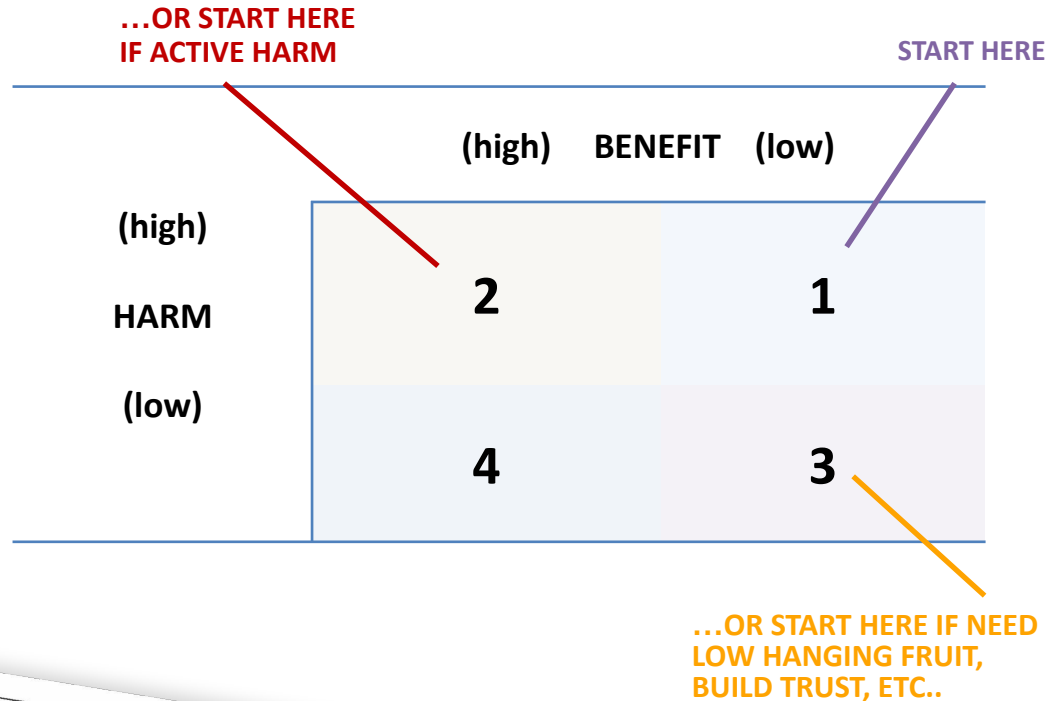 …OR START HERE
IF ACTIVE HARM
START HERE
(high) BENEFIT (low)
(high)
HARM
(low)
2 1
4 3
…OR START HERE IF NEED
LOW HANGING FRUIT,
BUILD TRUST, ETC..